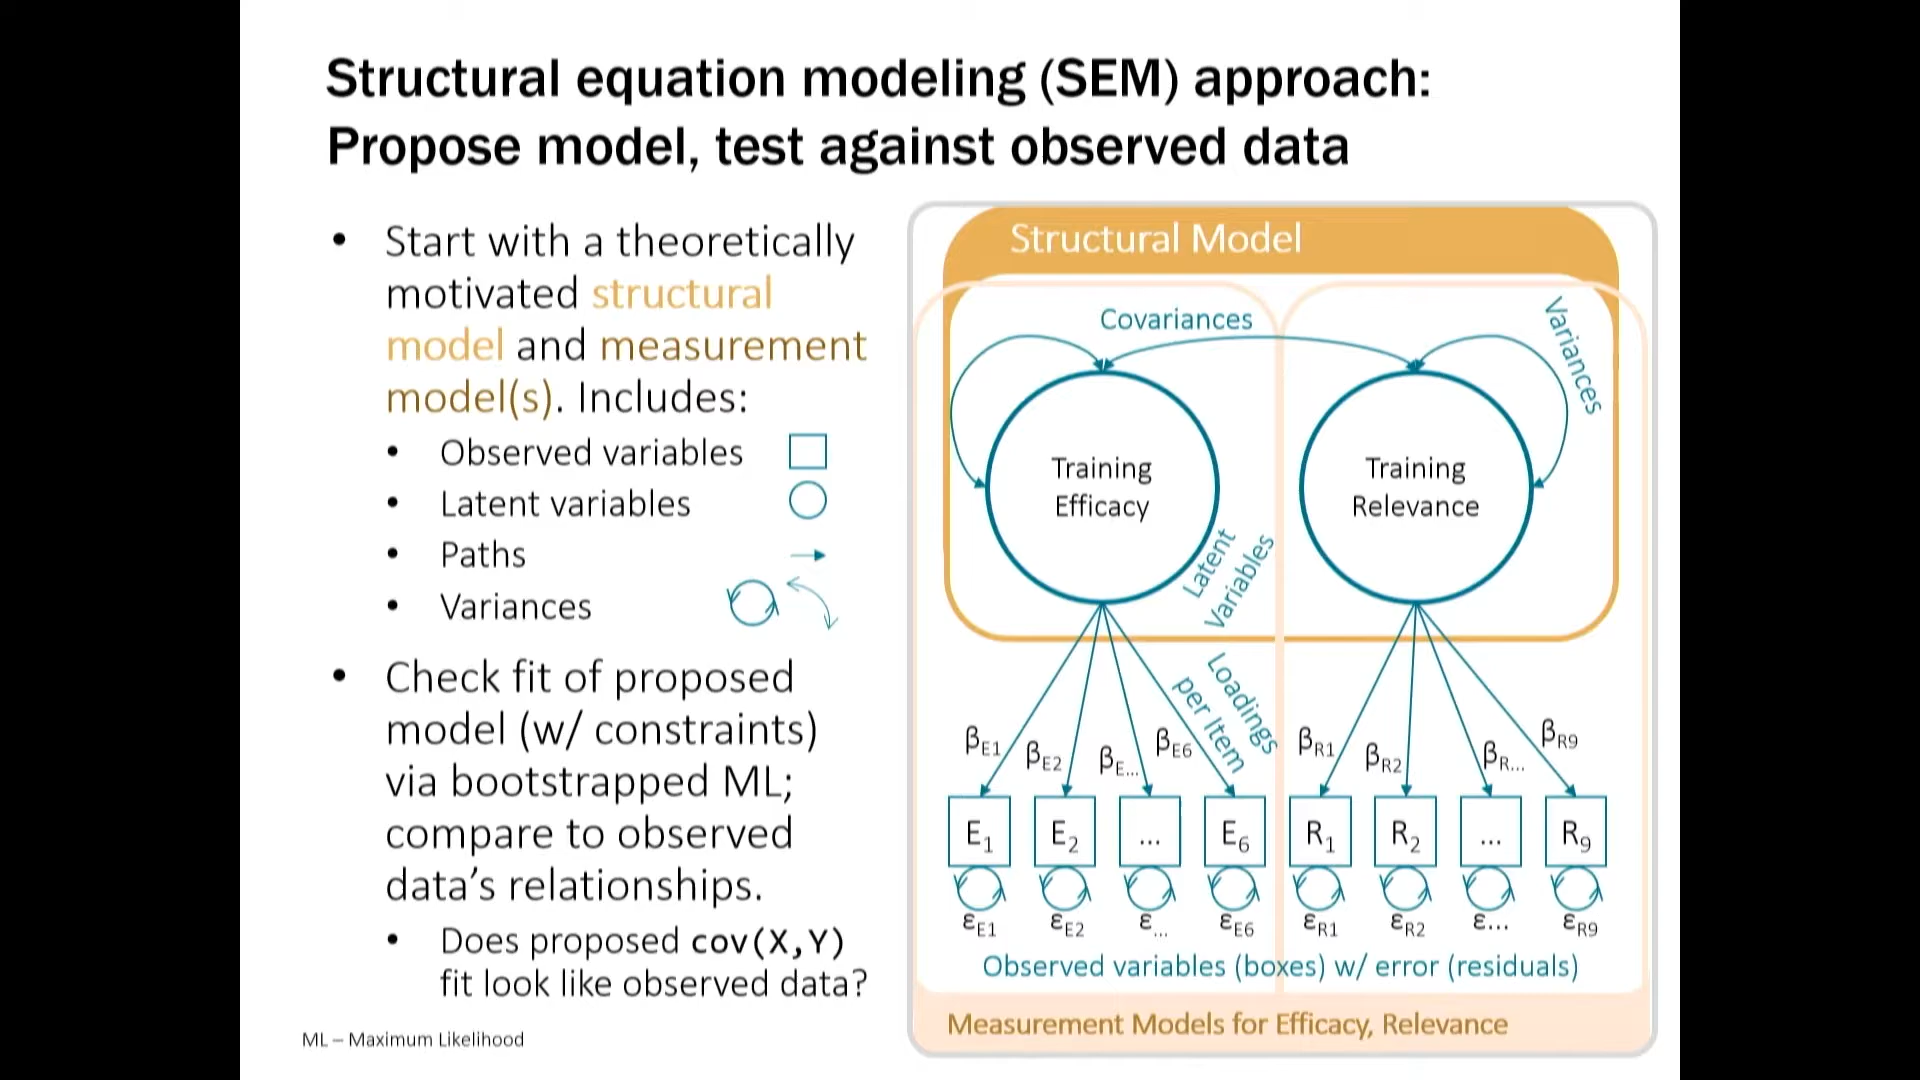 Structural equation modeling (SEM) approach:
Propose model, test against observed data
• Start with a theoretically
motivated structural
model and measurement
model(s). Includes:
• Observed variables
• Latent variables
• Paths
• Variances
• Check fit of proposed
model (w/ constraints)
via bootstrapped ML;
compare to observed
data’s relationships.
• Does proposed cov(X,Y)
fit look like observed data?
ML – Maximum Likelihood
Structural Model
Covariances
Variances
Training
Efficacy
Training
Relevance
Latent
Variables
Loadings
per Item
βE1
βE2
βE...
βE6
βR1
βR2
βR...
βR9
E1
E2
...
E6
R1
R2
...
R9
εE1
εE2
ε...
εE6
εR1
εR2
ε...
εR9
Observed variables (boxes) w/ error (residuals)
Measurement Models for Efficacy, Relevance